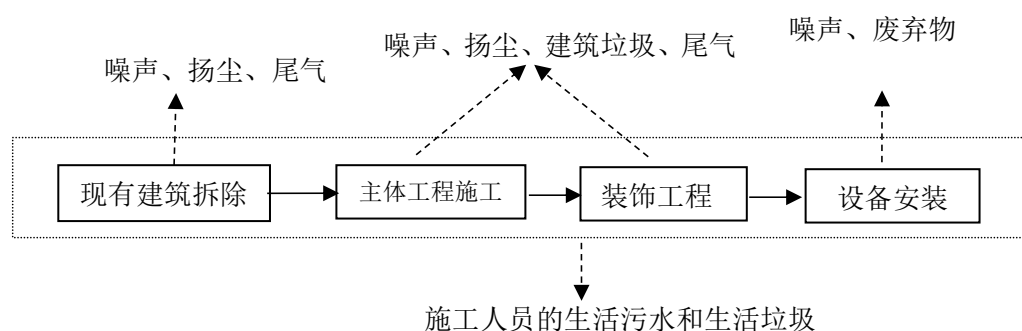 噪声、废弃物
噪声、扬尘、建筑垃圾、尾气
噪声、扬尘、尾气
现有建筑拆除
主体工程施工
装饰工程
设备安装
施工人员的生活污水和生活垃圾